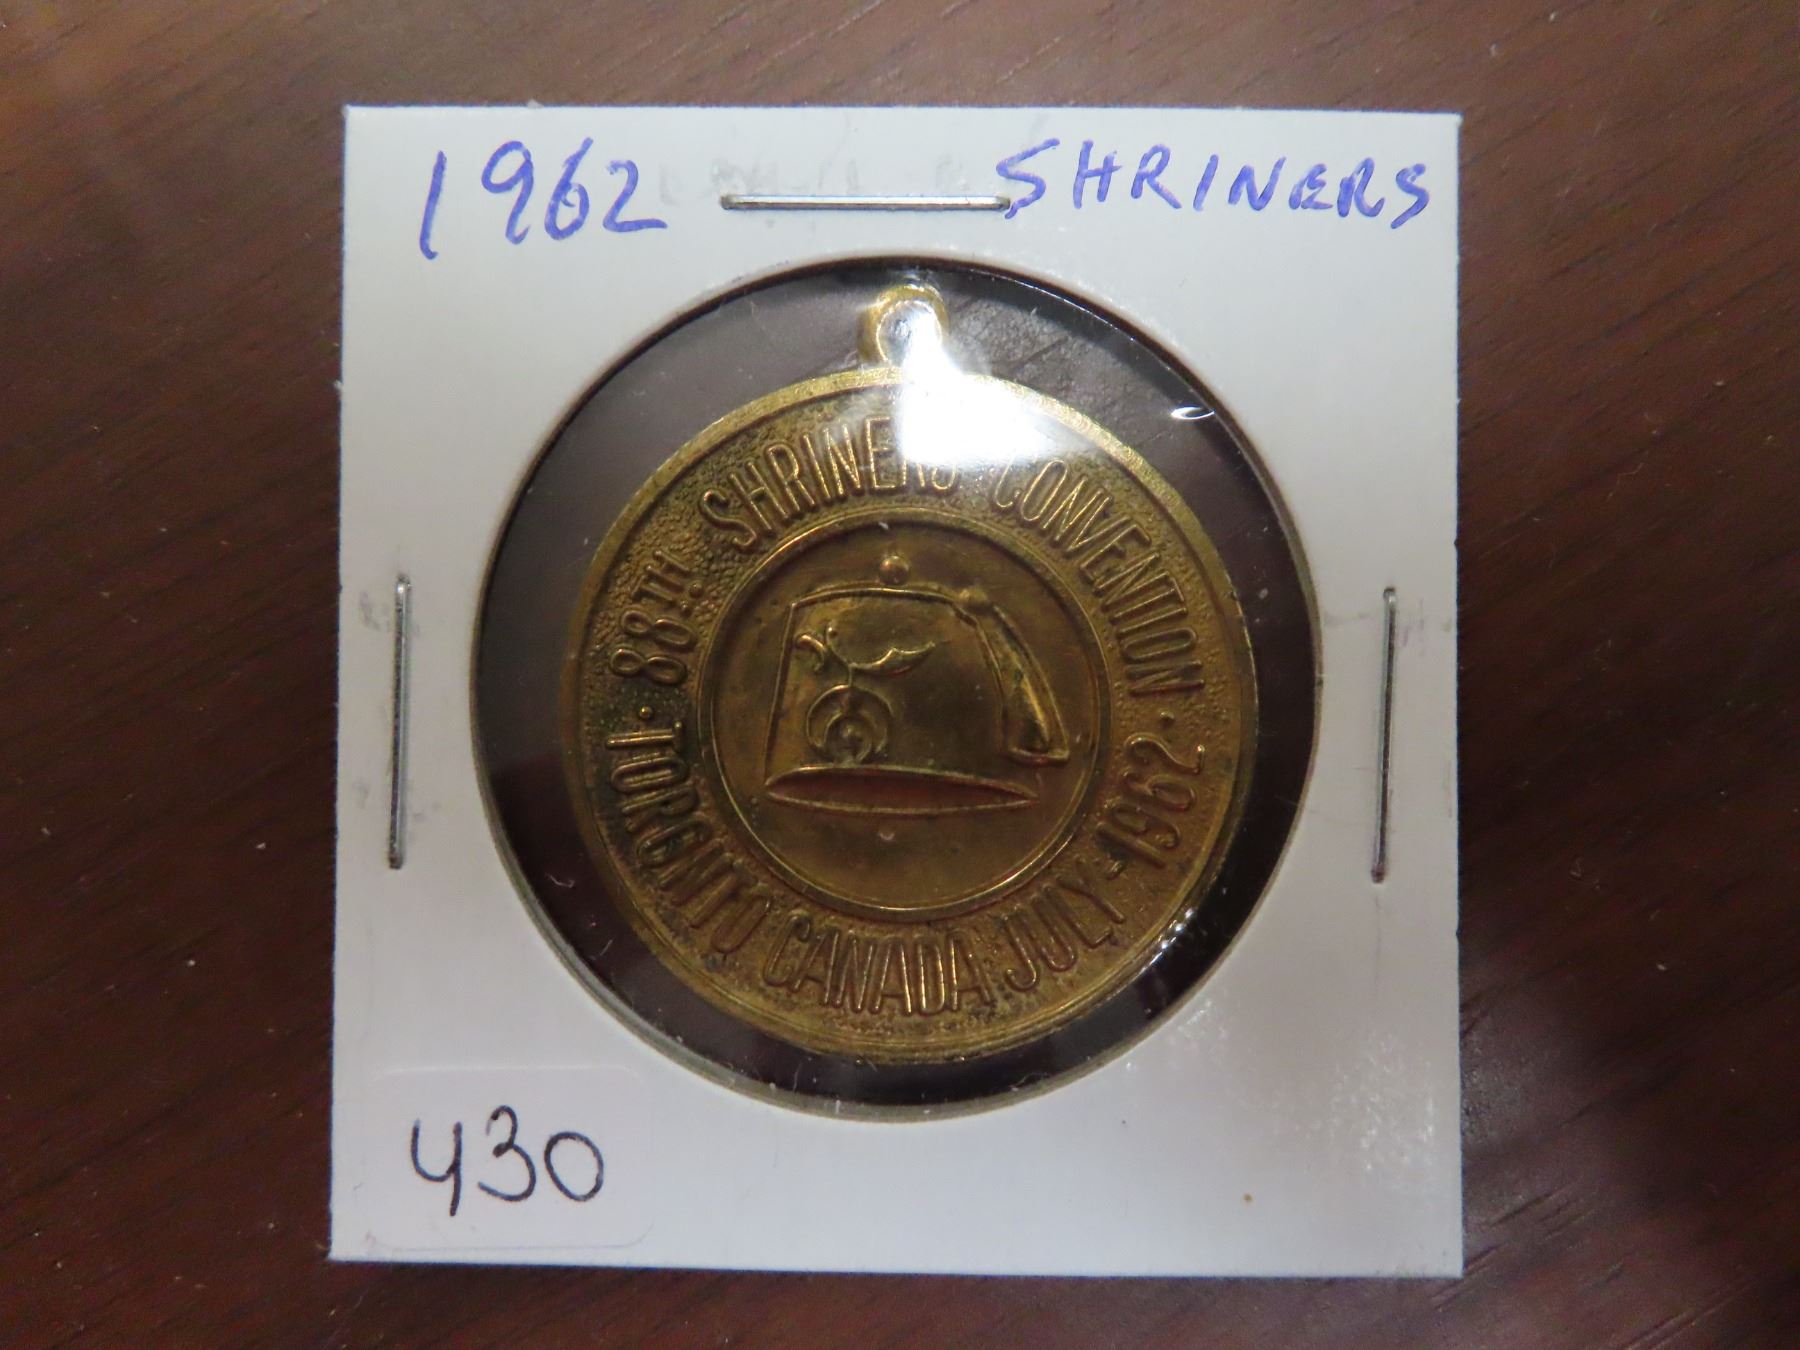 1962 SHRINERS
88TH SHRINERS CONVENTION
TORONTO CANADA JULY - 1962
430